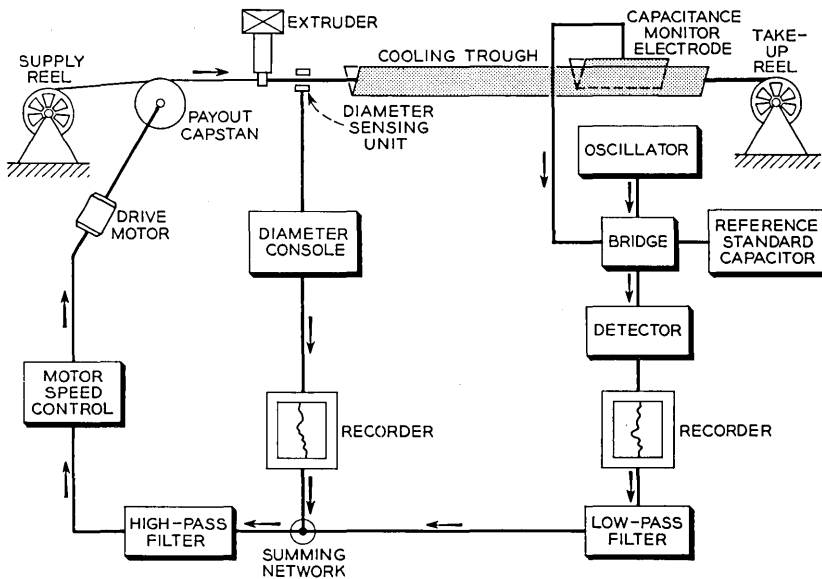 EXTRUDER
CAPACITANCE
MONITOR
ELECTRODE
TAKE-
UP
REEL
COOLING TROUGH
SUPPLY
REEL
PAYOUT
CAPSTAN
DIAMETER
SENSING
UNIT
OSCILLATOR
DRIVE
MOTOR
DIAMETER
CONSOLE
BRIDGE
REFERENCE
STANDARD
CAPACITOR
DETECTOR
MOTOR
SPEED
CONTROL
RECORDER
RECORDER
HIGH-PASS
FILTER
SUMMING
NETWORK
LOW-PASS
FILTER